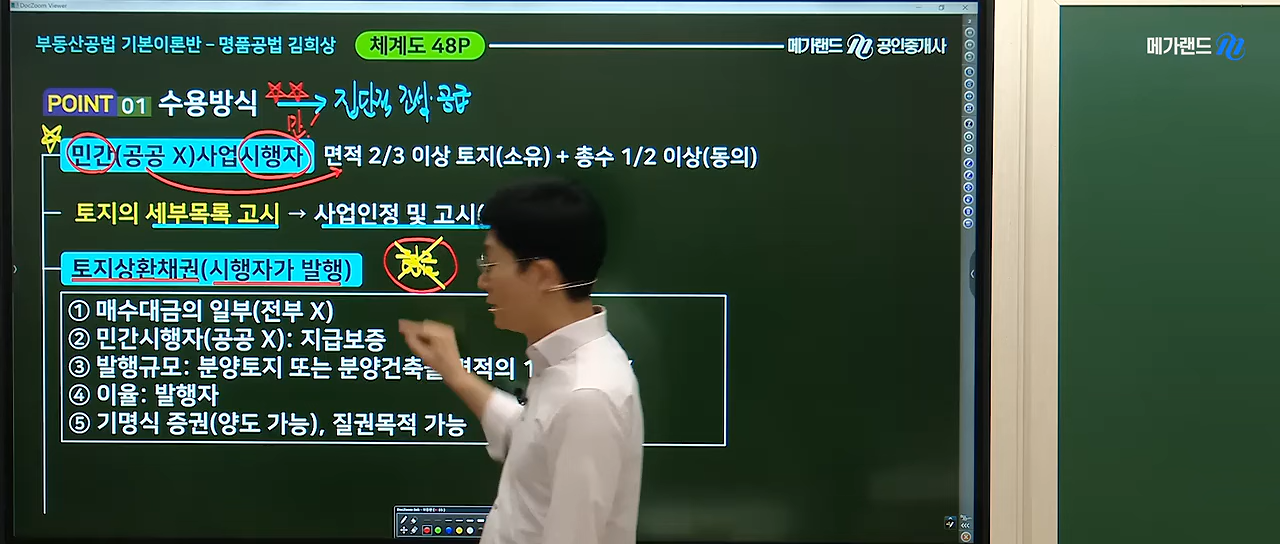 DocZoom Viewer
부동산공법 기본이론반 – 명품공법 김희상
체계도 48P
메가랜드 공인중개사
메가랜드
POINT 01 수용방식 → 집단적 건설·공급
만!
민간(공공 X)사업시행자 면적 2/3 이상 토지(소유) + 총수 1/2 이상(동의)
토지의 세부목록 고시 → 사업인정 및 고시(
토지상환채권(시행자가 발행)
① 매수대금의 일부(전부 X)
② 민간시행자(공공 X): 지급보증
③ 발행규모: 분양토지 또는 분양건축물 면적의 1
④ 이율: 발행자
⑤ 기명식 증권(양도 가능), 질권목적 가능